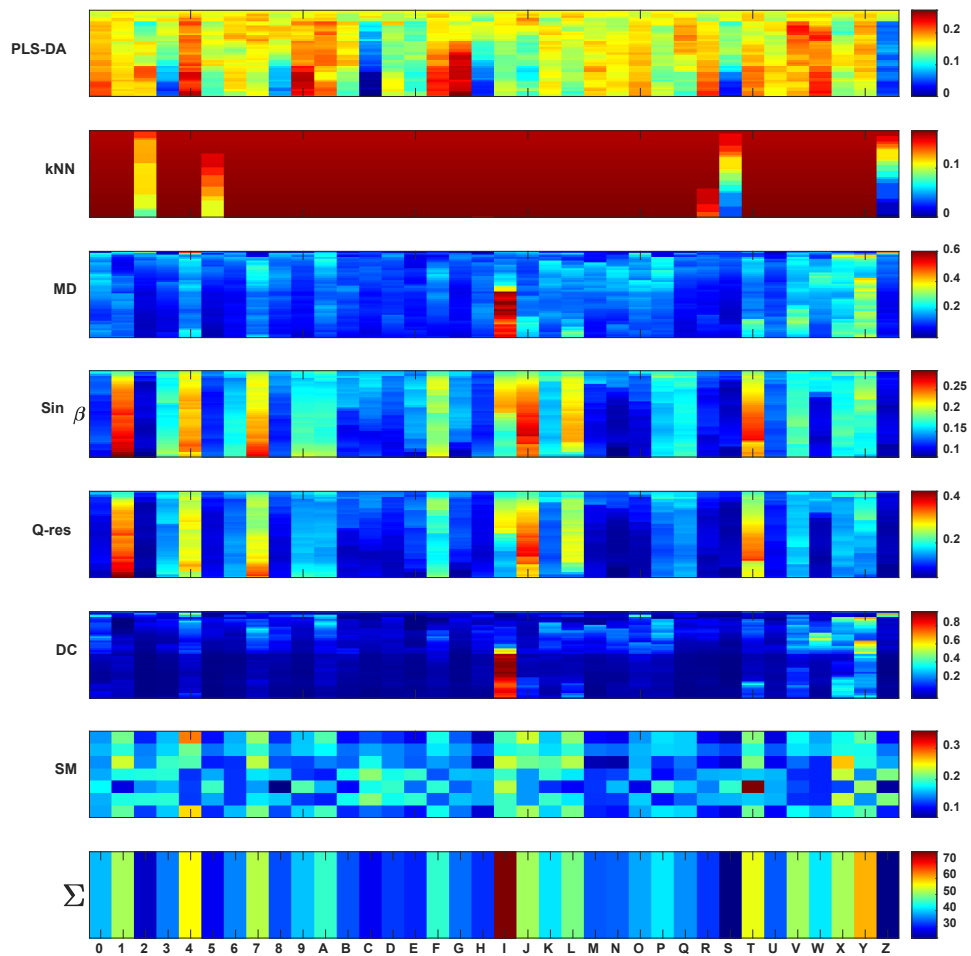 PLS-DA
0.2
0.1
0
kNN
0.1
0
MD
0.6
0.4
0.2
Sin β
0.25
0.2
0.15
0.1
Q-res
0.4
0.2
DC
0.8
0.6
0.4
0.2
SM
0.3
0.2
0.1
Σ
70
60
50
40
30
0 1 2 3 4 5 6 7 8 9 A B C D E F G H I J K L M N O P Q R S T U V W X Y Z